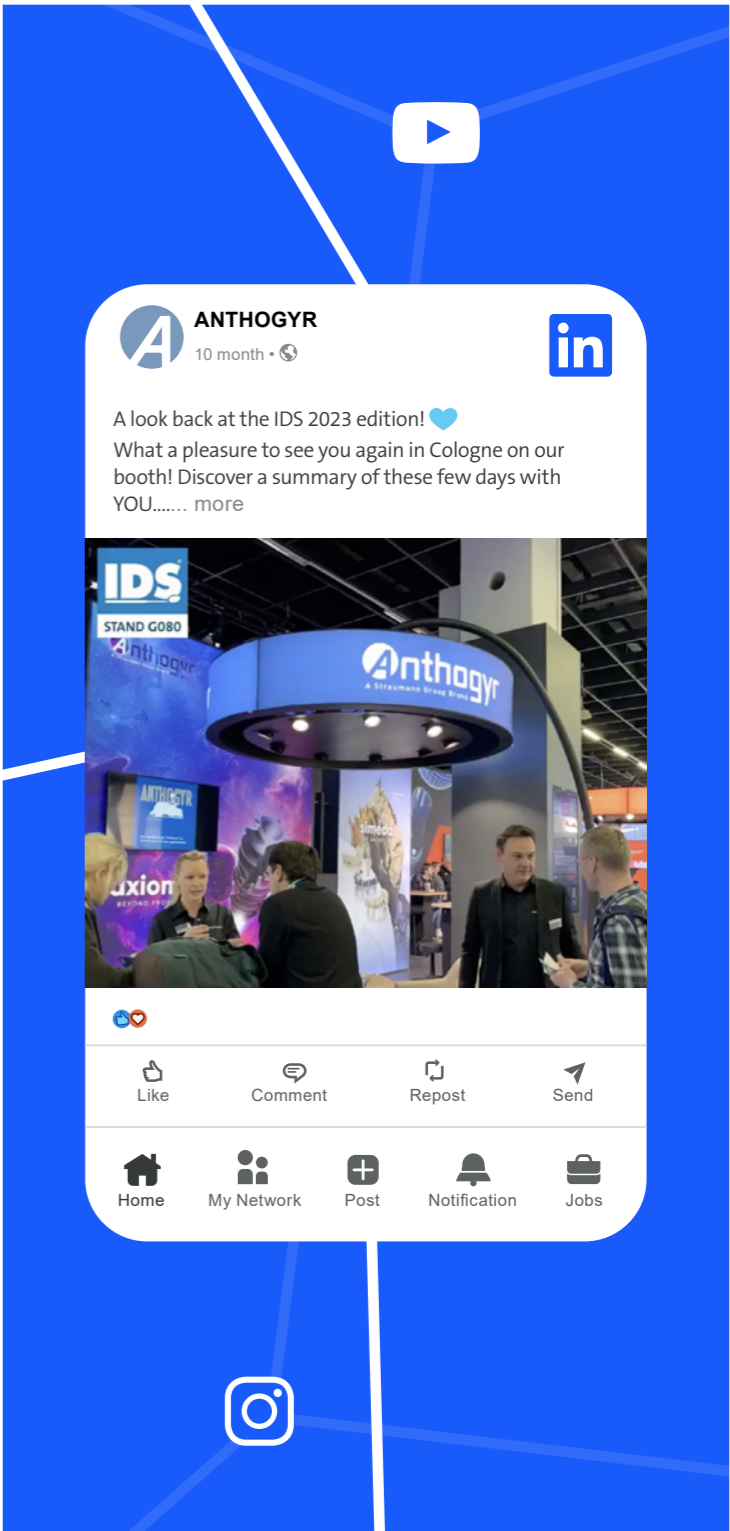 ANTHOGYR
10 month •
in
A look back at the IDS 2023 edition!
What a pleasure to see you again in Cologne on our
booth! Discover a summary of these few days with
YOU....... more
IDS
STAND G080
Anthogyr
Anthogyr
A Straumann Group Brand
ANTHOGYR
simeda
axiom
BEYOND
Like Comment Repost Send
Home My Network Post Notification Jobs